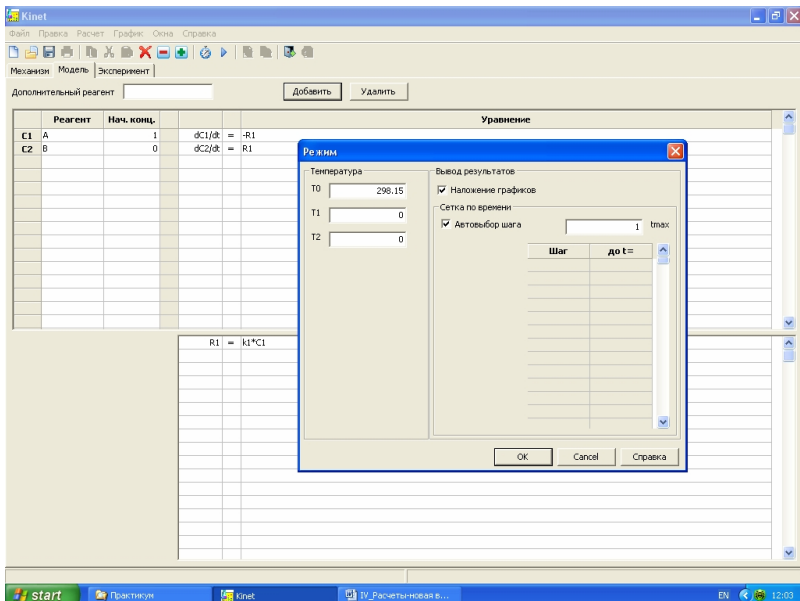 Kinet
Файл Правка Расчет График Окна Справка
Механизм Модель Эксперимент
Дополнительный реагент Добавить Удалить
Реагент Нач. конц. Уравнение
C1 A 1 dC1/dt = -R1
C2 B 0 dC2/dt = R1
Режим
Температура Вывод результатов
T0 298.15 Наложение графиков
Сетка по времени
T1 0 Автовыбор шага 1 tmax
T2 0
Шаг до t=
R1 = k1*C1
OK Cancel Справка
start Практикум Kinet IV_Расчеты-новая в... EN 12:03